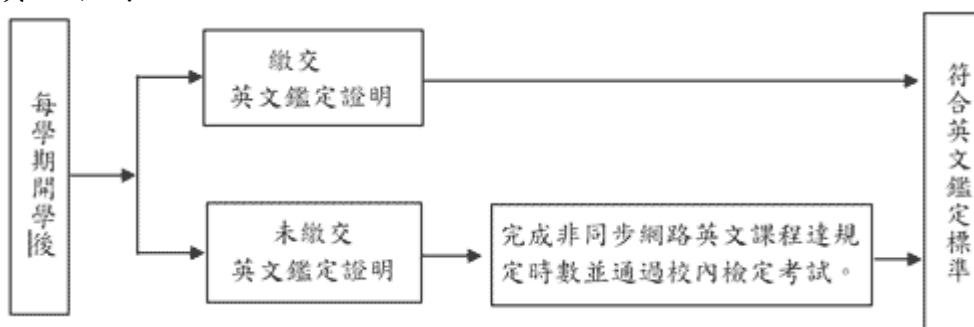 每學期開學後
繳交
英文鑑定證明
未繳交
英文鑑定證明
完成非同步網路英文課程達規
定時數並通過校內檢定考試。
符合英文鑑定標準